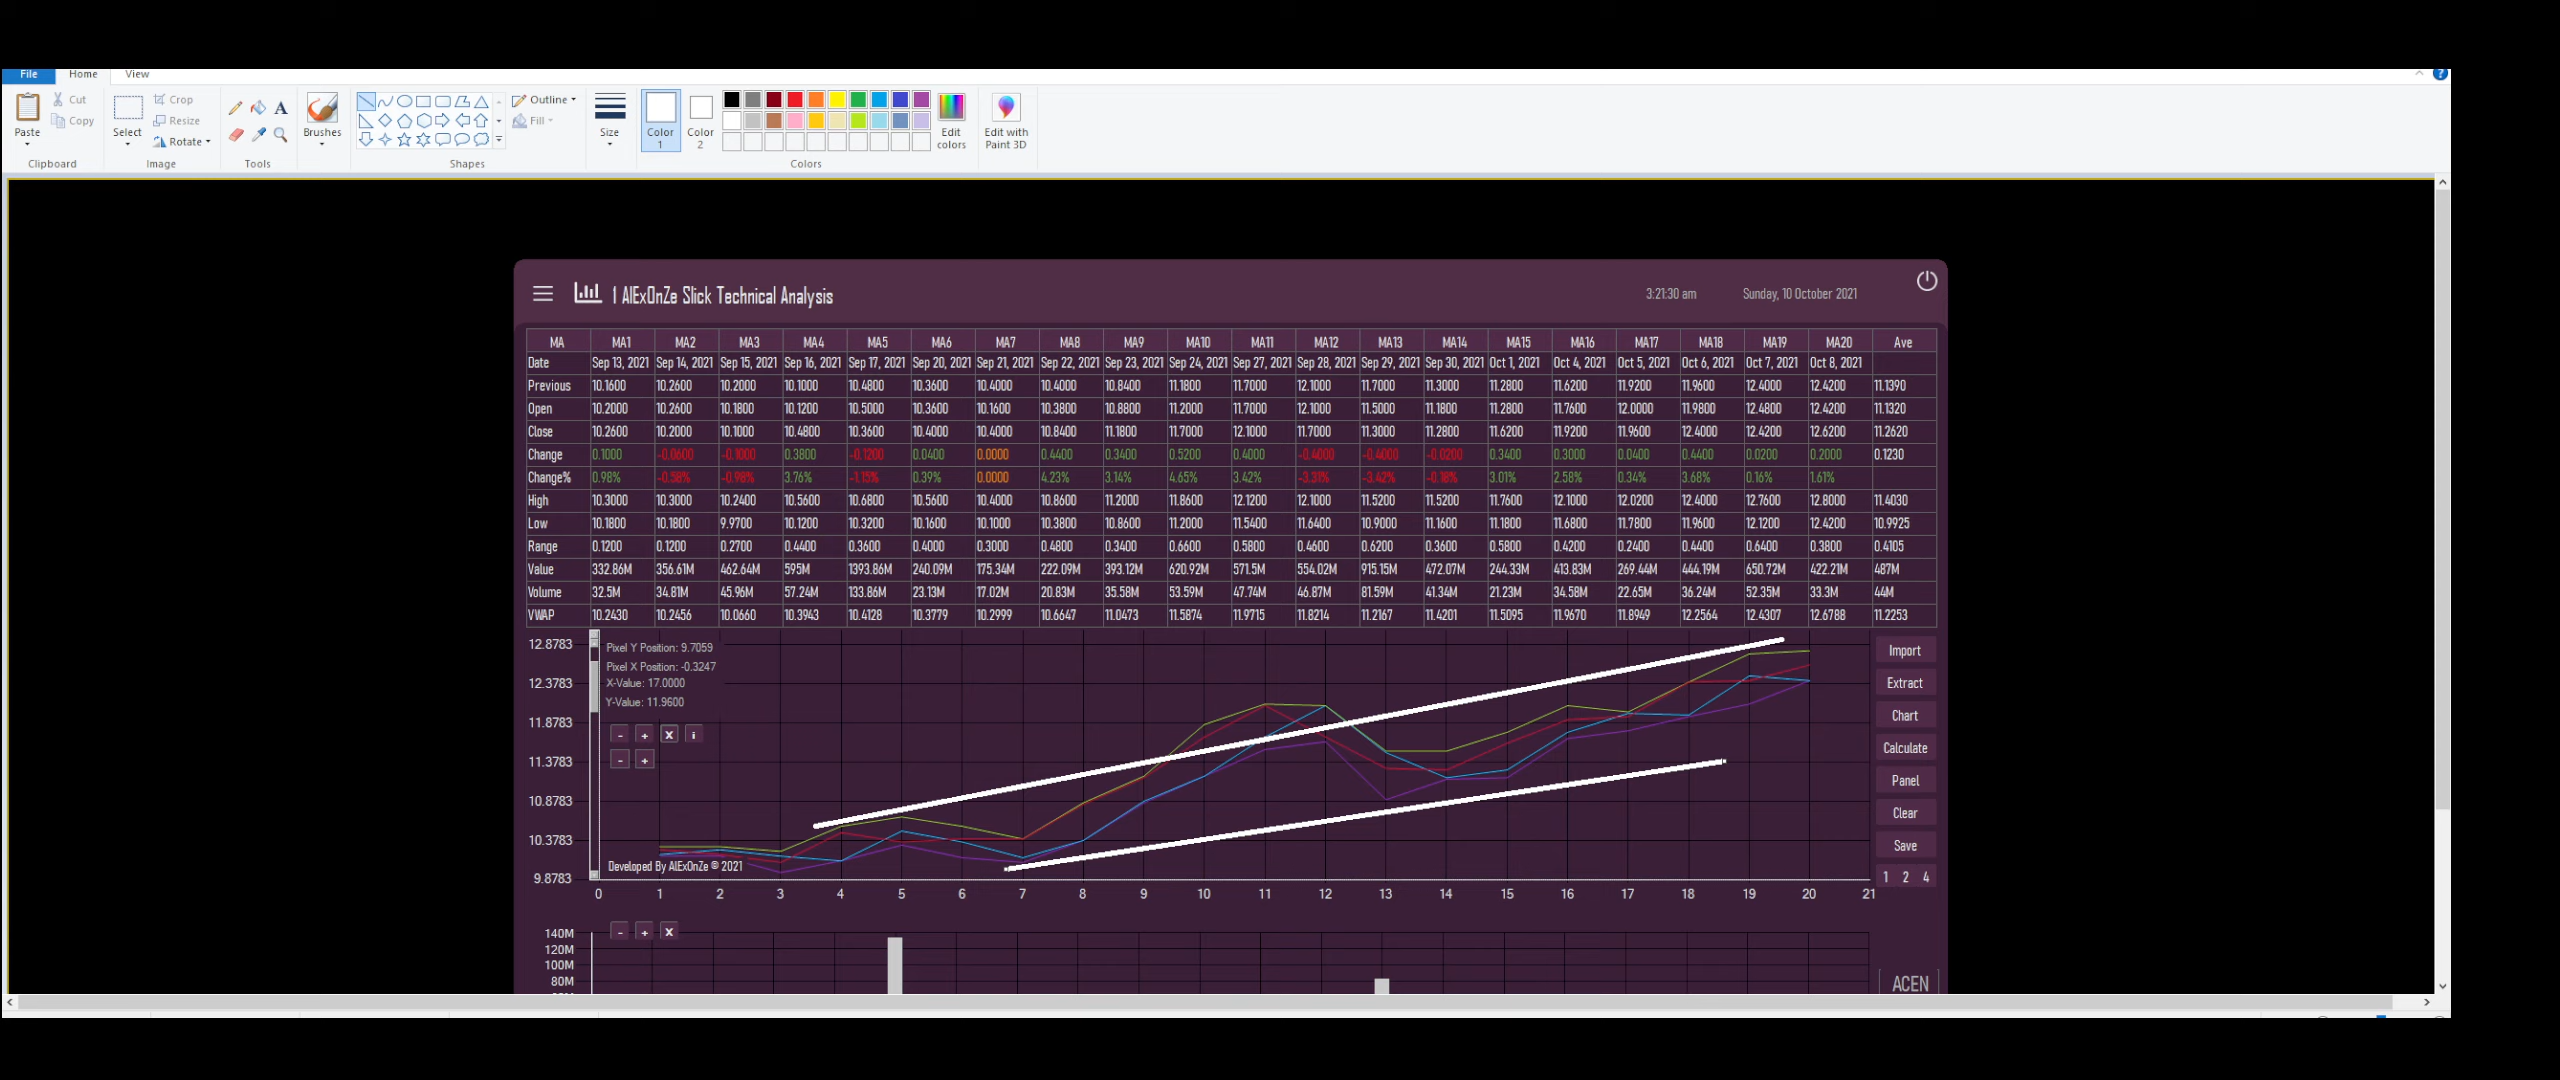 File Home View
Paste Cut Copy Select Crop Resize Rotate Brushes Outline Fill Size Color 1 Color 2 Edit colors Edit with Paint 3D
Clipboard Image Tools Shapes Colors
1 AlExOnZe Slick Technical Analysis 3:21:30 am Sunday, 10 October 2021
MA MA1 MA2 MA3 MA4 MA5 MA6 MA7 MA8 MA9 MA10 MA11 MA12 MA13 MA14 MA15 MA16 MA17 MA18 MA19 MA20 Ave
Date Sep 13, 2021 Sep 14, 2021 Sep 15, 2021 Sep 16, 2021 Sep 17, 2021 Sep 20, 2021 Sep 21, 2021 Sep 22, 2021 Sep 23, 2021 Sep 24, 2021 Sep 27, 2021 Sep 28, 2021 Sep 29, 2021 Sep 30, 2021 Oct 1, 2021 Oct 4, 2021 Oct 5, 2021 Oct 6, 2021 Oct 7, 2021 Oct 8, 2021
Previous 10.1600 10.2600 10.2000 10.1000 10.4800 10.3600 10.4000 10.4000 10.8400 11.1800 11.7000 12.1000 11.7000 11.3000 11.2800 11.6200 11.9200 11.9600 12.4000 12.4200 11.1390
Open 10.2000 10.2600 10.1800 10.1200 10.5000 10.3600 10.1600 10.3800 10.8800 11.2000 11.7000 12.1000 11.5000 11.1800 11.2800 11.7600 12.0000 11.9800 12.4800 12.4200 11.1320
Close 10.2600 10.2000 10.1000 10.4800 10.3600 10.4000 10.4000 10.8400 11.1800 11.7000 12.1000 11.7000 11.3000 11.2800 11.6200 11.9200 11.9600 12.4000 12.4200 12.6200 11.2620
Change 0.1000 -0.0600 -0.1000 0.3800 -0.1200 0.0400 0.0000 0.4400 0.3400 0.5200 0.4000 -0.4000 -0.4000 -0.0200 0.3400 0.3000 0.0400 0.4400 0.0200 0.2000 0.1230
Change% 0.98% -0.58% -0.98% 3.76% -1.15% 0.39% 0.0000 4.23% 3.14% 4.65% 3.42% -3.31% -3.42% -0.18% 3.01% 2.58% 0.34% 3.68% 0.16% 1.61%
High 10.3000 10.3000 10.2400 10.5600 10.6800 10.5600 10.4000 10.8600 11.2000 11.8600 12.1200 12.1000 11.5200 11.5200 11.7600 12.1000 12.0200 12.4000 12.7600 12.8000 11.4030
Low 10.1800 10.1800 9.9700 10.1200 10.3200 10.1600 10.1000 10.3800 10.8600 11.2000 11.5400 11.6400 10.9000 11.1600 11.1800 11.6800 11.7800 11.9600 12.1200 12.4200 10.9925
Range 0.1200 0.1200 0.2700 0.4400 0.3600 0.4000 0.3000 0.4800 0.3400 0.6600 0.5800 0.4600 0.6200 0.3600 0.5800 0.4200 0.2400 0.4400 0.6400 0.3800 0.4105
Value 332.86M 356.61M 462.64M 595M 1393.86M 240.09M 175.34M 222.09M 393.12M 620.92M 571.5M 554.02M 915.15M 472.07M 244.33M 413.83M 269.44M 444.19M 650.72M 422.21M 487M
Volume 32.5M 34.81M 45.96M 57.24M 133.86M 23.13M 17.02M 20.83M 35.58M 53.59M 47.74M 46.87M 81.59M 41.34M 21.23M 34.58M 22.65M 36.24M 52.35M 33.3M 44M
VWAP 10.2430 10.2456 10.0660 10.3943 10.4128 10.3779 10.2999 10.6647 11.0473 11.5874 11.9715 11.8214 11.2167 11.4201 11.5095 11.9670 11.8949 12.2564 12.4307 12.6788 11.2253
12.8783 Pixel Y Position: 9.7059 Import
Pixel X Position: -0.3247
12.3783 X-Value: 17.0000 Extract
Y-Value: 11.9600
11.8783 - + X i Chart
11.3783 - + Calculate
Panel
10.8783 Clear
10.3783 Save
Developed By AlExOnZe © 2021
9.8783 1 2 4
0 1 2 3 4 5 6 7 8 9 10 11 12 13 14 15 16 17 18 19 20 21
140M - + X
120M
100M
80M ACEN